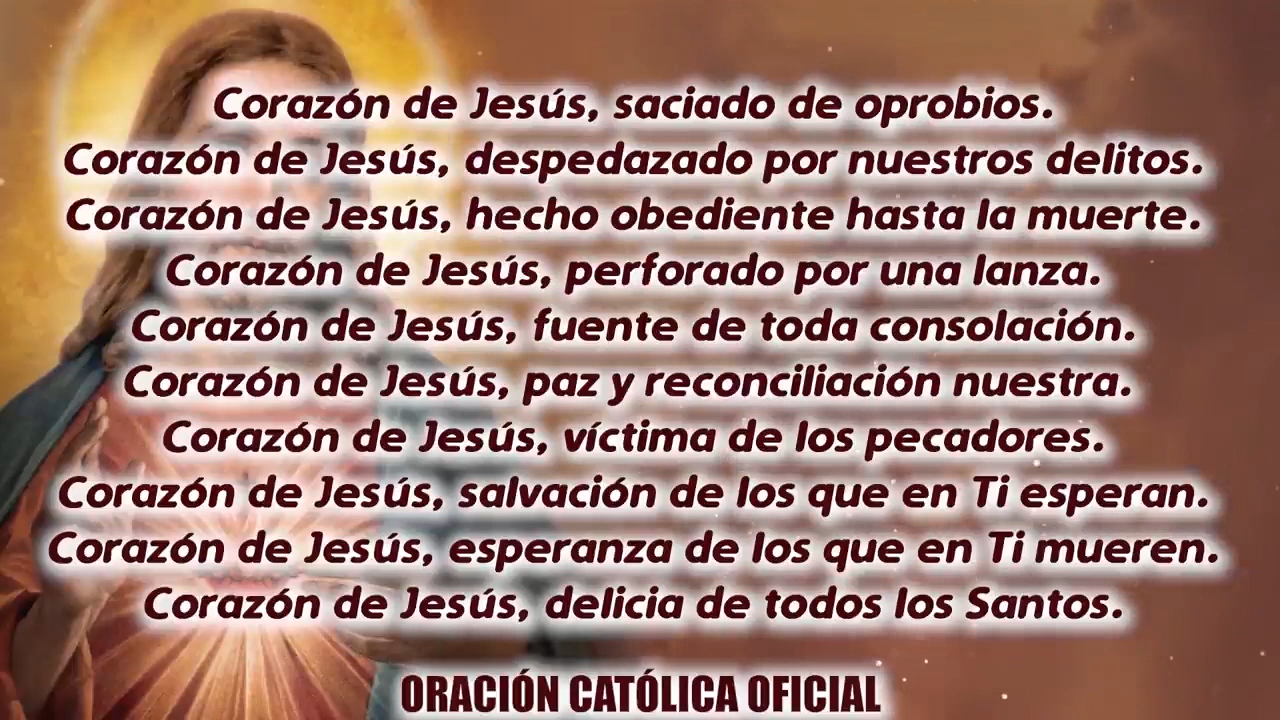 Corazón de Jesús, saciado de oprobios.
Corazón de Jesús, despedazado por nuestros delitos.
Corazón de Jesús, hecho obediente hasta la muerte.
Corazón de Jesús, perforado por una lanza.
Corazón de Jesús, fuente de toda consolación.
Corazón de Jesús, paz y reconciliación nuestra.
Corazón de Jesús, víctima de los pecadores.
Corazón de Jesús, salvación de los que en Ti esperan.
Corazón de Jesús, esperanza de los que en Ti mueren.
Corazón de Jesús, delicia de todos los Santos.
ORACIÓN CATÓLICA OFICIAL